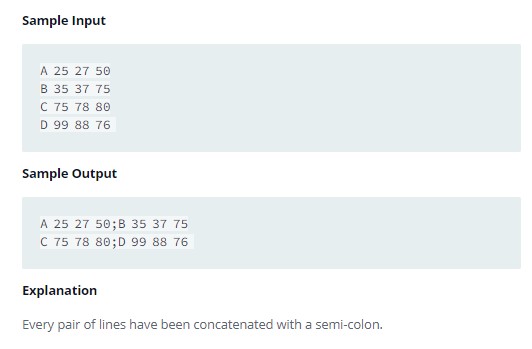 Sample Input
A 25 27 50
B 35 37 75
C 75 78 80
D 99 88 76
Sample Output
A 25 27 50;B 35 37 75
C 75 78 80;D 99 88 76
Explanation
Every pair of lines have been concatenated with a semi-colon.